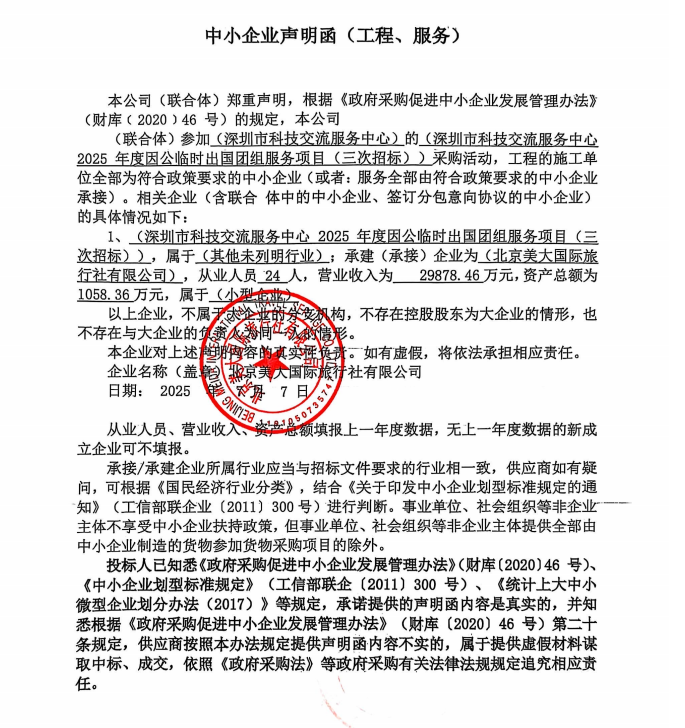 中小企业声明函（工程、服务）
本公司（联合体）郑重声明，根据《政府采购促进中小企业发展管理办法》
（财库﹝2020﹞46 号）的规定，本公司
（联合体）参加（深圳市科技交流服务中心）的（深圳市科技交流服务中心
2025 年度因公临时出国团组服务项目（三次招标））采购活动，工程的施工单
位全部为符合政策要求的中小企业（或者：服务全部由符合政策要求的中小企业
承接）。相关企业（含联合 体中的中小企业、签订分包意向协议的中小企业）
的具体情况如下：
1、（深圳市科技交流服务中心 2025 年度因公临时出国团组服务项目（三
次招标）），属于（其他未列明行业）；承建（承接）企业为（北京美大国际旅
行社有限公司），从业人员 24 人，营业收入为 29878.46 万元，资产总额为
1058.36 万元，属于（小型企业）
以上企业，不属于大企业的分支机构，不存在控股股东为大企业的情形，也
不存在与大企业的负责人为同一人的情形。
本企业对上述声明内容的真实性负责。如有虚假，将依法承担相应责任。
企业名称（盖章）北京美大国际旅行社有限公司
日期： 2025 年 月 7 日
从业人员、营业收入、资产总额填报上一年度数据，无上一年度数据的新成
立企业可不填报。
承接/承建企业所属行业应当与招标文件要求的行业相一致，供应商如有疑
问，可根据《国民经济行业分类》，结合《关于印发中小企业划型标准规定的通
知》（工信部联企业〔2011〕300 号）进行判断。事业单位、社会组织等非企业
主体不享受中小企业扶持政策，但事业单位、社会组织等非企业主体提供全部由
中小企业制造的货物参加货物采购项目的除外。
投标人已知悉《政府采购促进中小企业发展管理办法》（财库〔2020〕46 号）、
《中小企业划型标准规定》（工信部联企〔2011〕300 号）、《统计上大中小
微型企业划分办法（2017）》等规定，承诺提供的声明函内容是真实的，并知
悉根据《政府采购促进中小企业发展管理办法》（财库〔2020〕46 号）第二十
条规定，供应商按照本办法规定提供声明函内容不实的，属于提供虚假材料谋
取中标、成交，依照《政府采购法》等政府采购有关法律法规规定追究相应责
任。